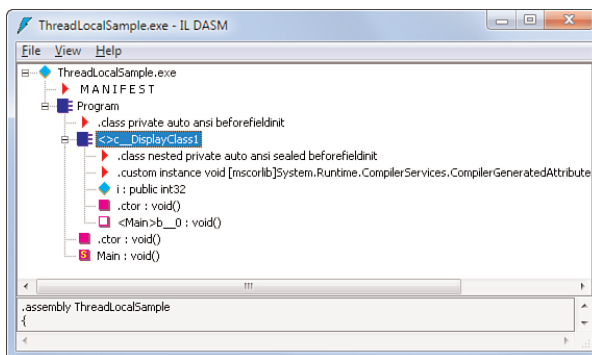 ThreadLocalSample.exe - IL DASM
File View Help
ThreadLocalSample.exe
MANIFEST
Program
.class private auto ansi beforefieldinit
<>c__DisplayClass1
.class nested private auto ansi sealed beforefieldinit
.custom instance void [mscorlib]System.Runtime.CompilerServices.CompilerGeneratedAttribute
i : public int32
.ctor : void()
<Main>b__0 : void()
.ctor : void()
S Main : void()
.assembly ThreadLocalSample
{